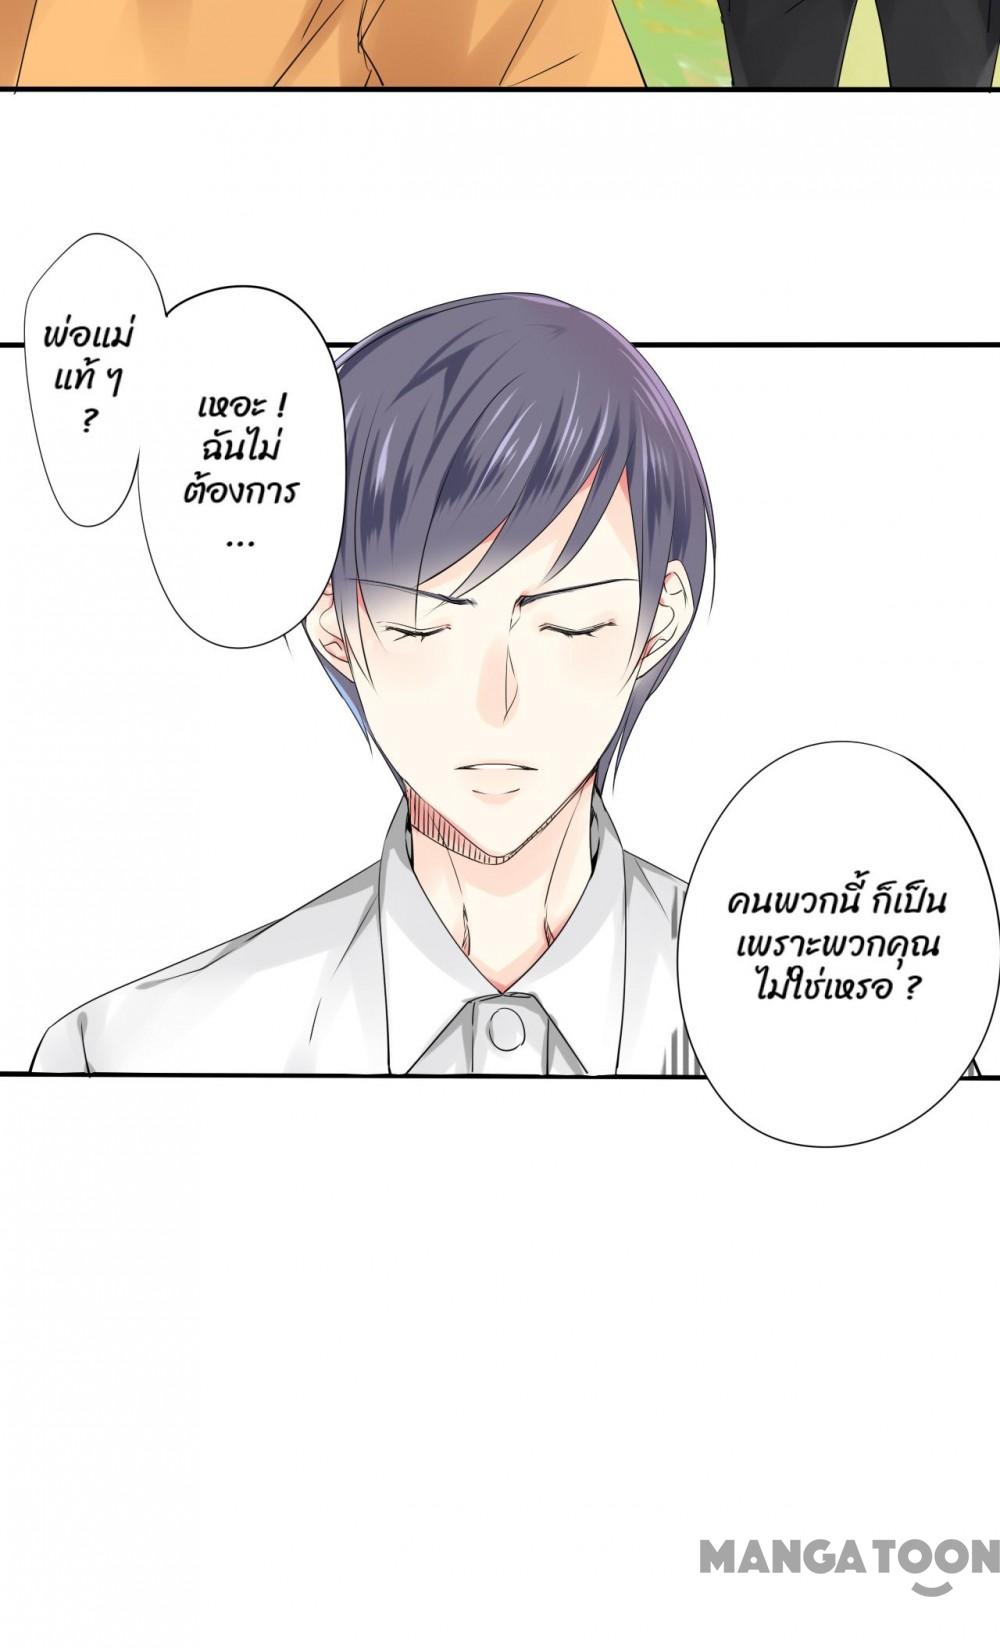 พ่อแม่
แท้ ๆ
?
เหอะ !
ฉันไม่
ต้องการ
...
คนพวกนี้ ก็เป็น
เพราะพวกคุณ
ไม่ใช่เหรอ ?
MANGATOON